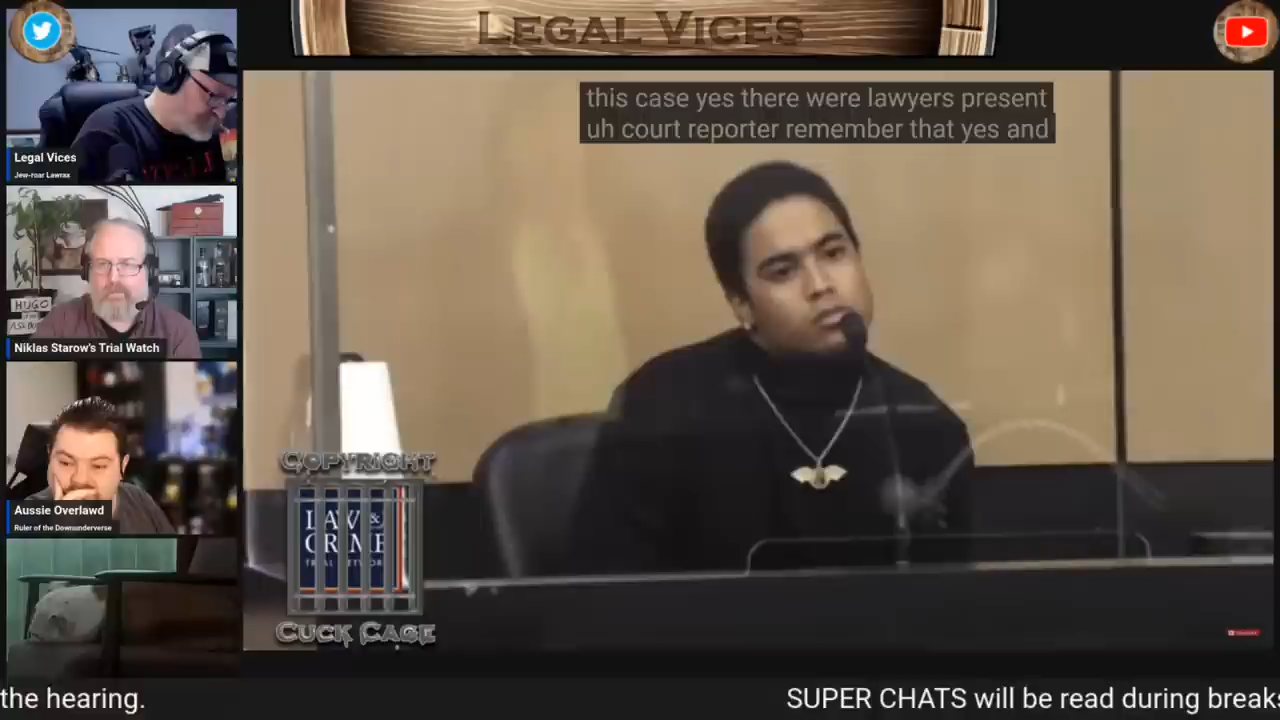 LEGAL VICES
this case yes there were lawyers present
uh court reporter remember that yes and
Legal Vices
Jew-roar Lawrax
HUGO
Niklas Starow's Trial Watch
COPYRIGHT
LAW &
CRIME
CUCK CAGE
Aussie Overlawd
Ruler of the Downunderverse
the hearing.
SUPER CHATS will be read during breaks